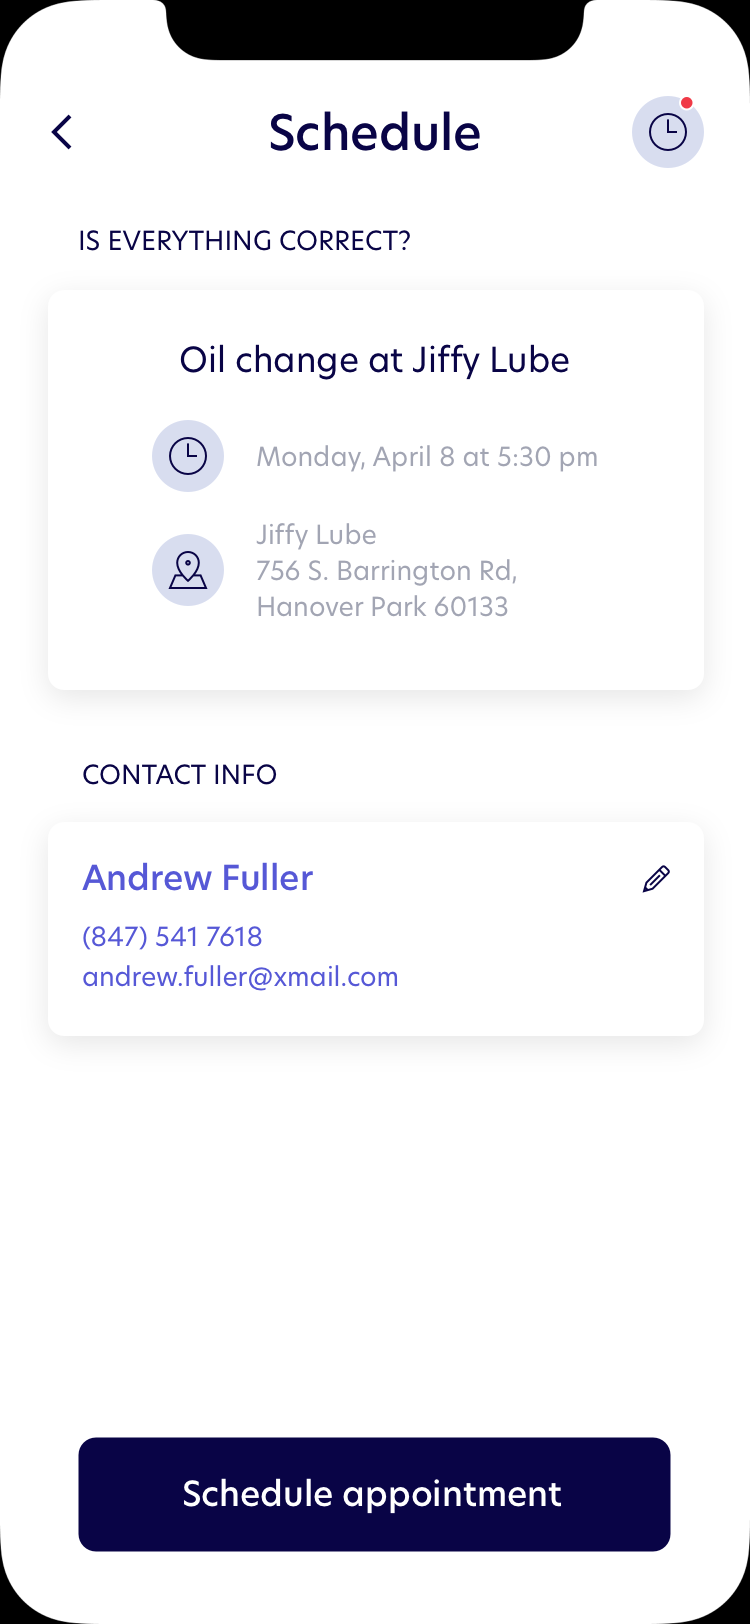 Schedule
IS EVERYTHING CORRECT?
Oil change at Jiffy Lube
Monday, April 8 at 5:30 pm
Jiffy Lube
756 S. Barrington Rd,
Hanover Park 60133
CONTACT INFO
Andrew Fuller
(847) 541 7618
andrew.fuller@xmail.com
Schedule appointment